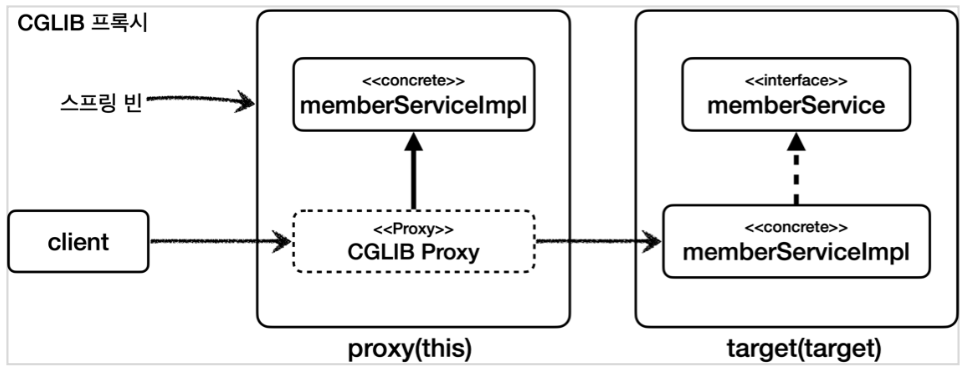 CGLIB 프록시
스프링 빈
<<concrete>>
memberServiceImpl
<<interface>>
memberService
client
<<Proxy>>
CGLIB Proxy
<<concrete>>
memberServiceImpl
proxy(this)
target(target)